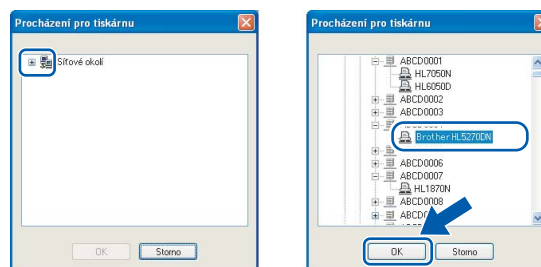 Procházení pro tiskárnu
Síťové okolí
OK
Storno
Procházení pro tiskárnu
ABCD0001
HL7050N
HL6050D
ABCD0002
ABCD0003
Brother HL5270DN
ABCD0006
ABCD0007
HL1870N
ABCD0008
OK
Storno